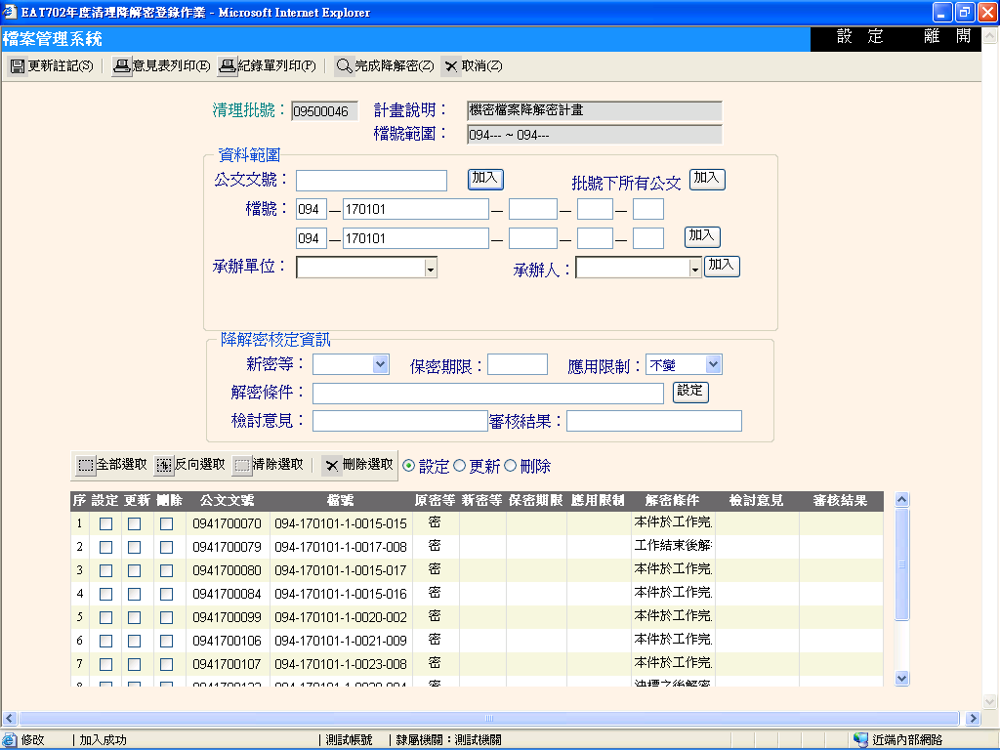 EAT702年度清理降解密登錄作業 - Microsoft Internet Explorer
檔案管理系統 設 定 離 開
更新註記(S) 意見表列印(E) 紀錄單列印(P) 完成降解密(Z) 取消(Z)
清理批號： 09500046 計畫說明： 機密檔案降解密計畫
檔號範圍： 094--- ~ 094---
資料範圍
公文文號： 加入 批號下所有公文 加入
檔號： 094 — 170101 — — —
094 — 170101 — — — 加入
承辦單位： 承辦人： 加入
降解密核定資訊
新密等： 保密期限： 應用限制： 不變
解密條件： 設定
檢討意見： 審核結果：
全部選取 反向選取 清除選取 刪除選取 設定 更新 刪除
序 設定 更新 刪除 公文文號 檔號 原密等 新密等 保密期限 應用限制 解密條件 檢討意見 審核結果
1 0941700070 094-170101-1-0015-015 密 本件於工作完
2 0941700079 094-170101-1-0017-008 密 工作結束後解
3 0941700080 094-170101-1-0015-017 密 本件於工作完
4 0941700084 094-170101-1-0015-016 密 本件於工作完
5 0941700099 094-170101-1-0020-002 密 本件於工作完
6 0941700106 094-170101-1-0021-009 密 本件於工作完
7 0941700107 094-170101-1-0023-008 密 本件於工作完
修改 | 加入成功 | 測試帳號 | 隸屬機關：測試機關 近端內部網路